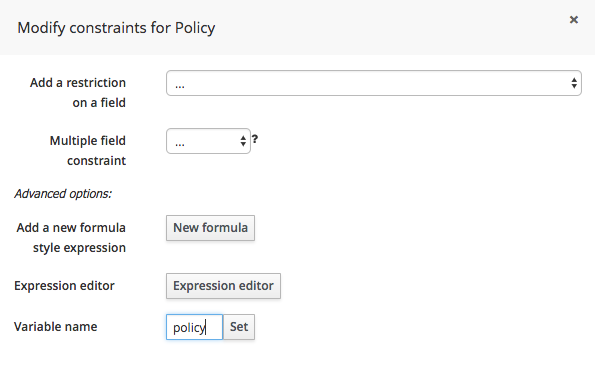 Modify constraints for Policy
×
Add a restriction
on a field
...
Multiple field
constraint
...
?
Advanced options:
Add a new formula
style expression
New formula
Expression editor
Expression editor
Variable name
policy
Set